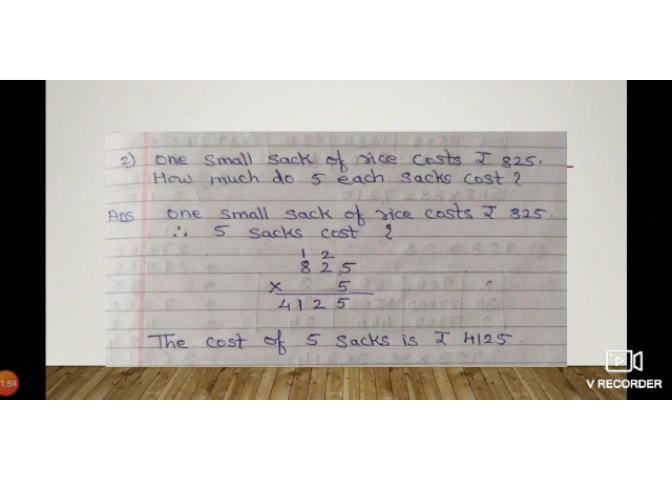 2) One small sack of rice costs ₹ 825.
How much do 5 each sacks cost ?
Ans One small sack of rice costs ₹ 825.
∴ 5 sacks cost ?
1 2
8 2 5
× 5
4 1 2 5
The cost of 5 sacks is ₹ 4125.
1:59
V RECORDER